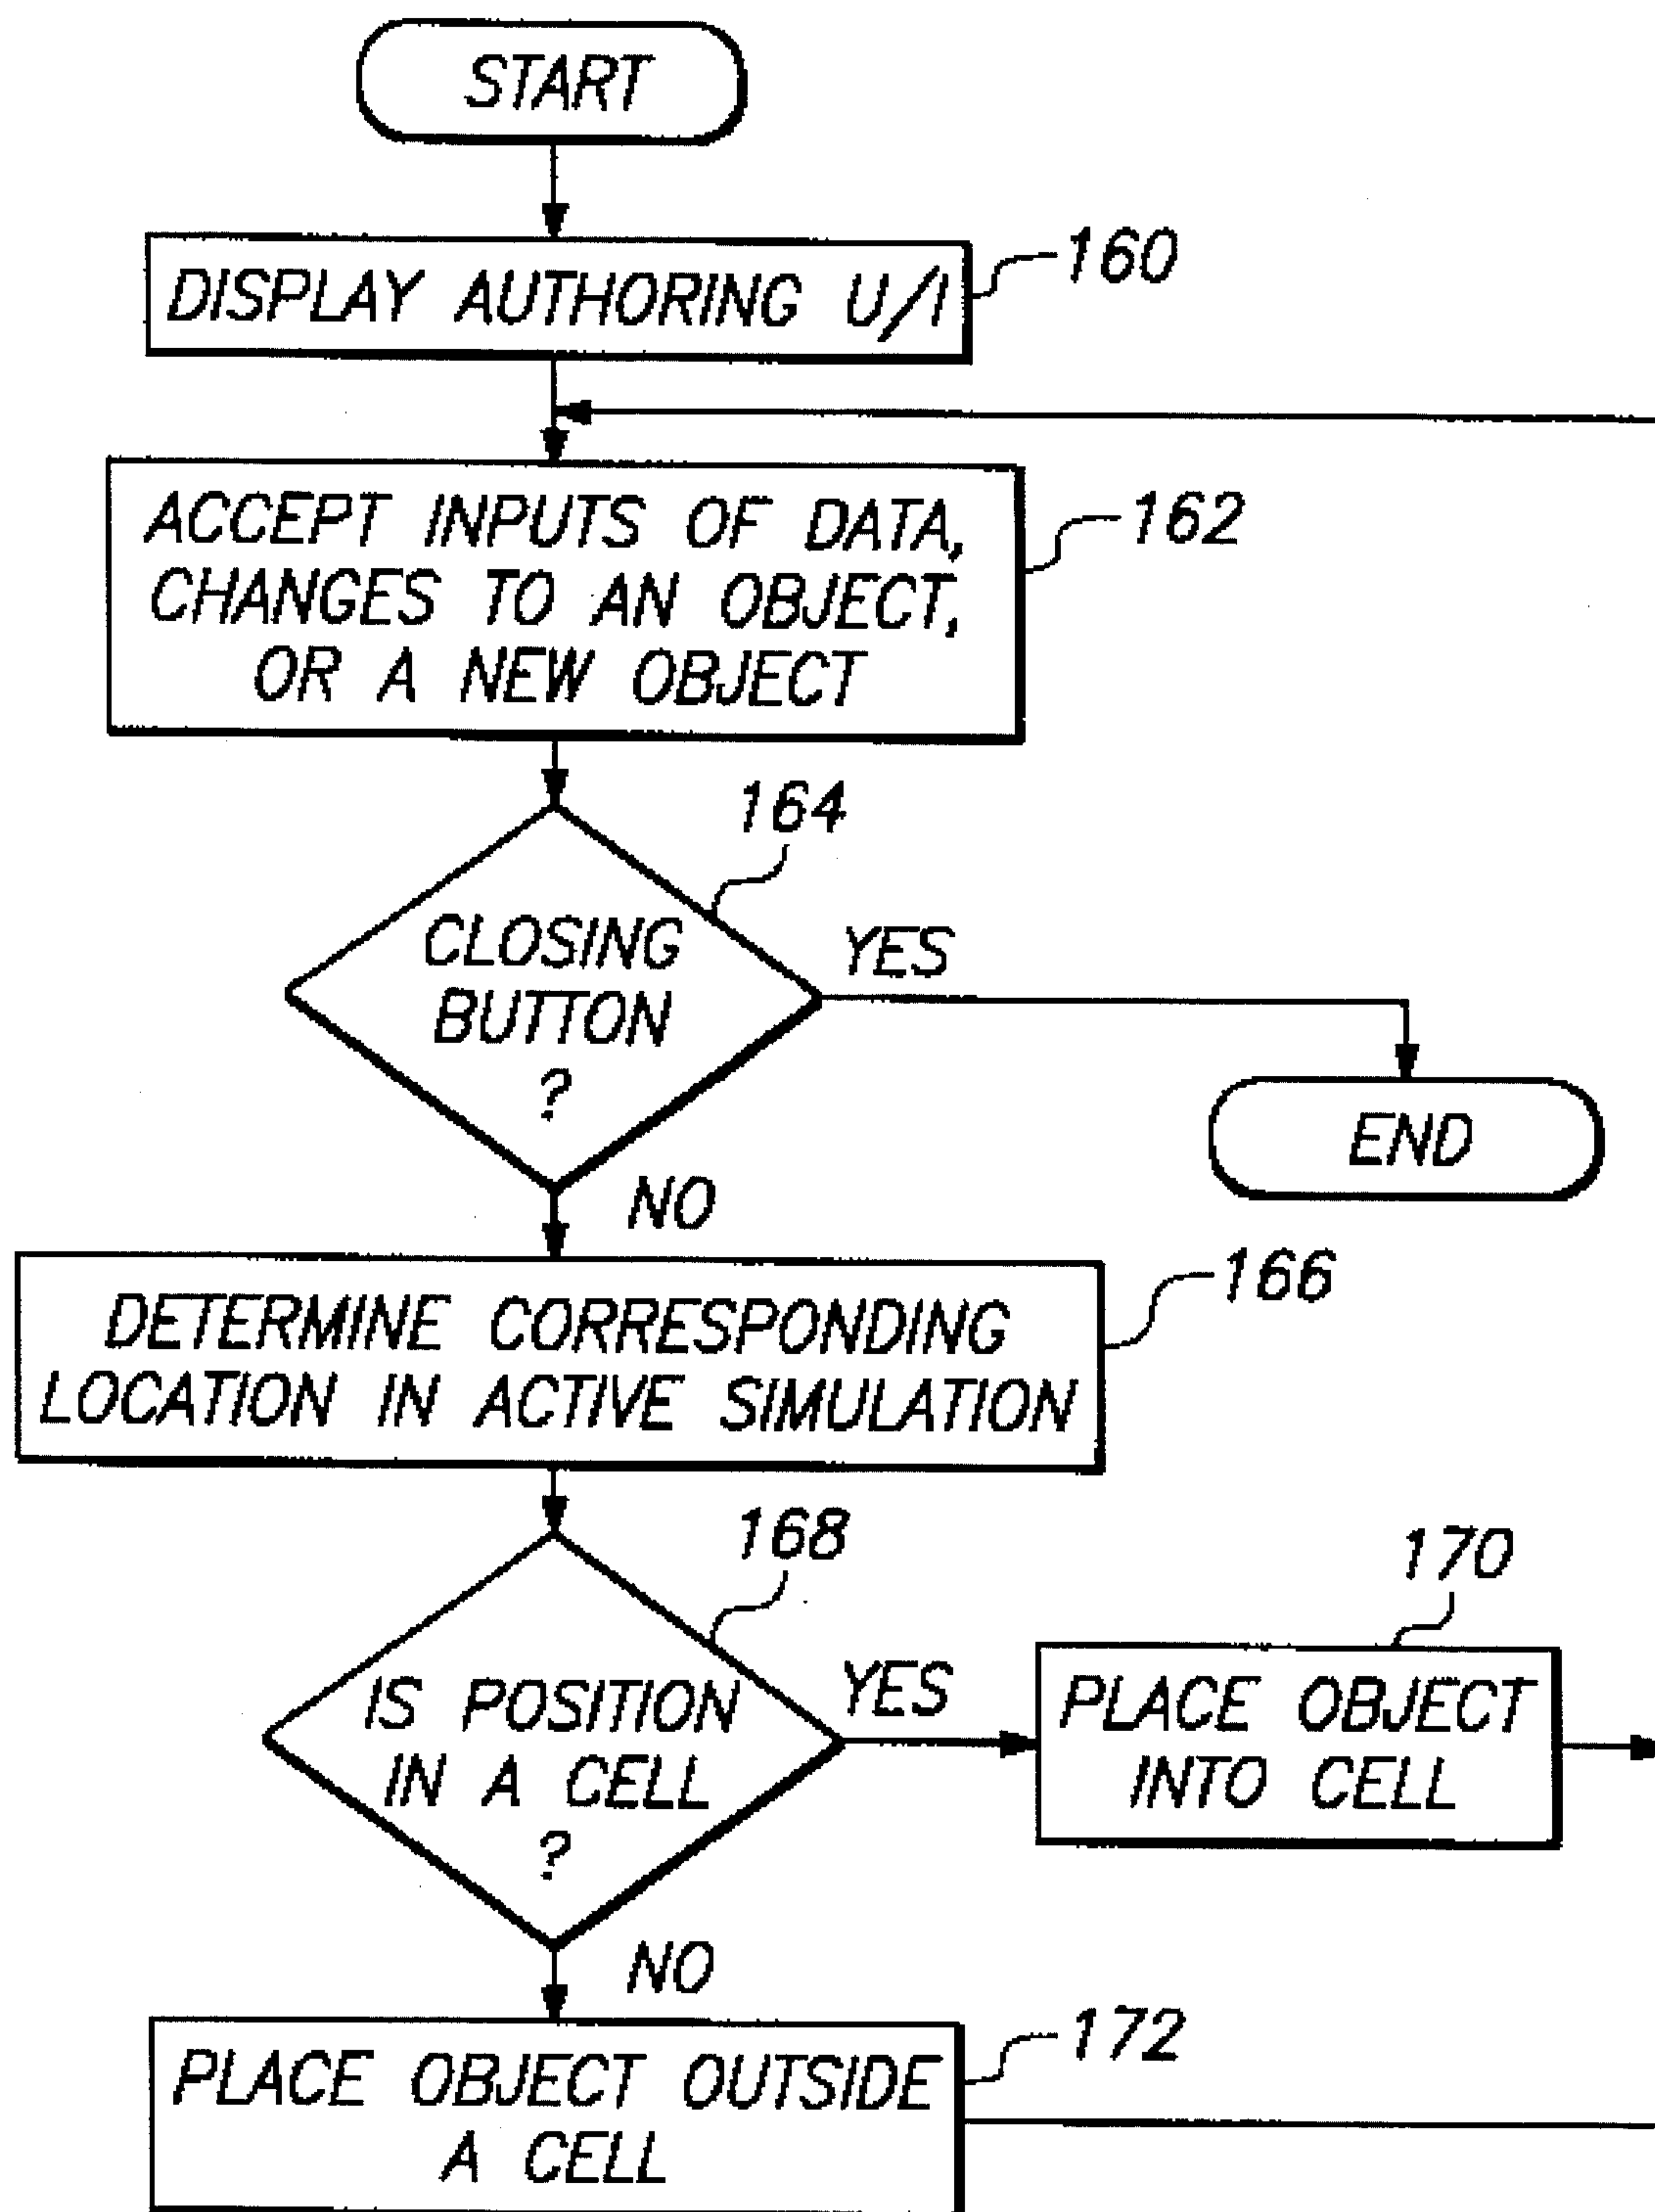 START
DISPLAY AUTHORING U/I
160
ACCEPT INPUTS OF DATA,
CHANGES TO AN OBJECT,
OR A NEW OBJECT
162
164
CLOSING
BUTTON
?
YES
END
NO
DETERMINE CORRESPONDING
LOCATION IN ACTIVE SIMULATION
166
168
IS POSITION
IN A CELL
?
YES
170
PLACE OBJECT
INTO CELL
NO
PLACE OBJECT OUTSIDE
A CELL
172